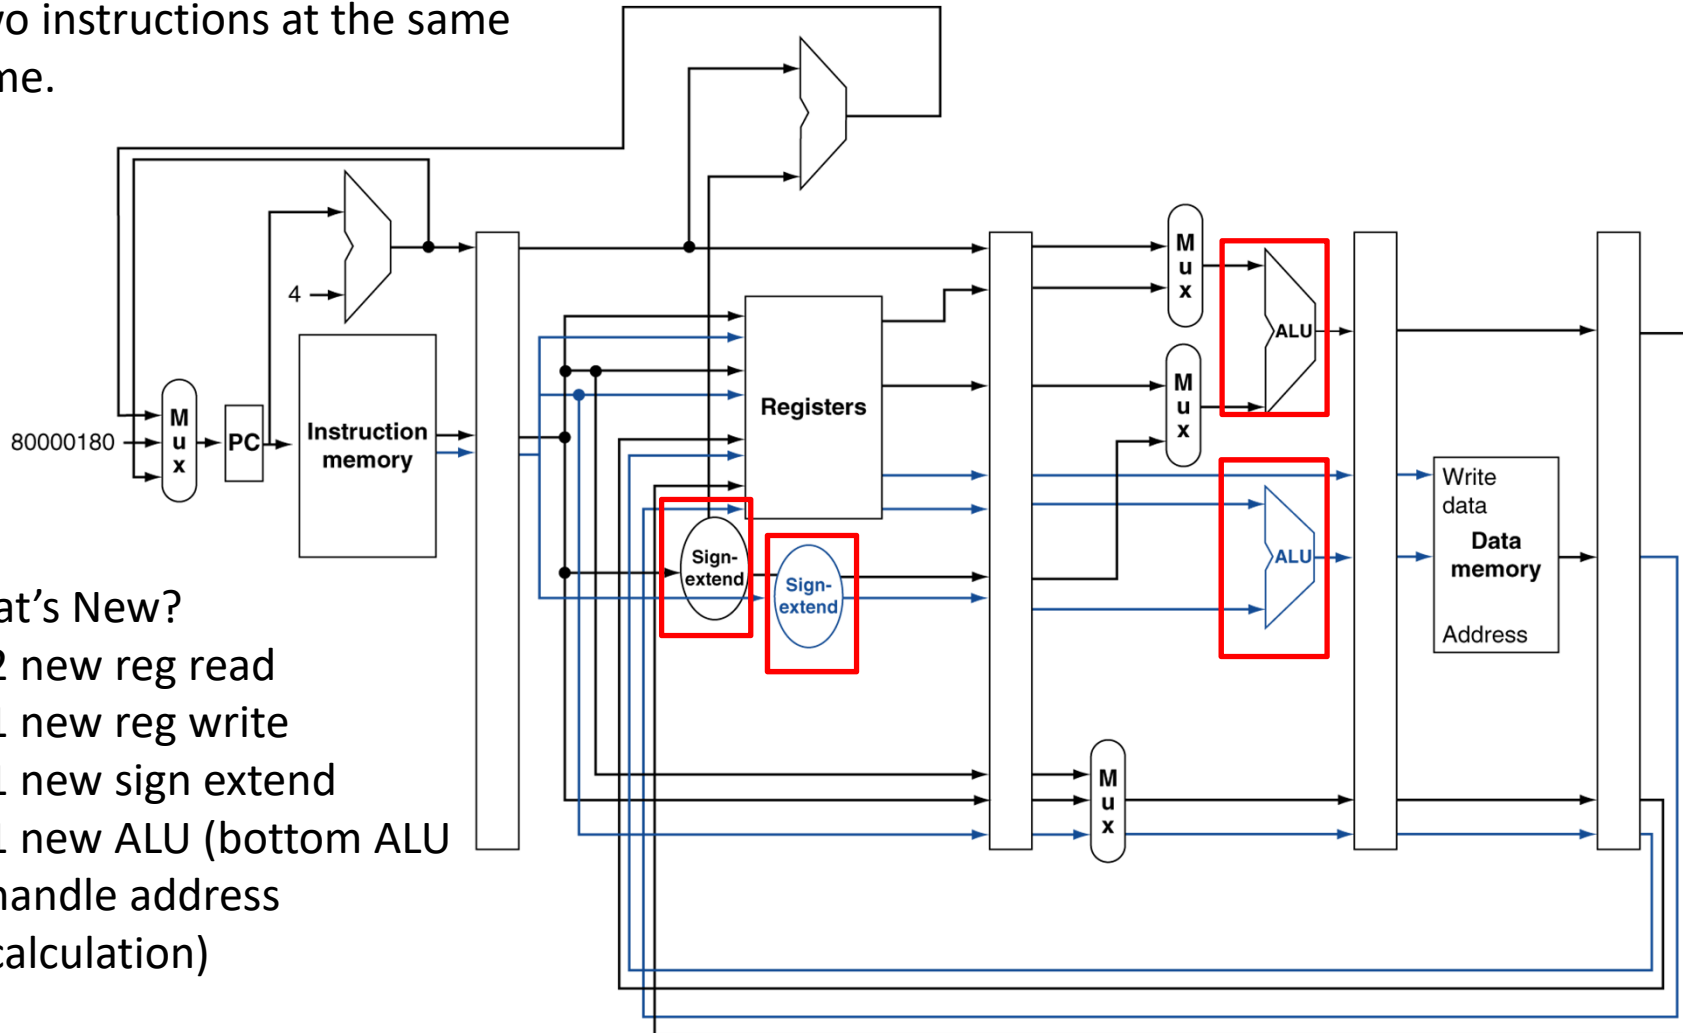 vo instructions at the same
me.
4
80000180
M
u
x
PC
Instruction
memory
Registers
Sign-
extend
Sign-
extend
M
u
x
M
u
x
ALU
ALU
Write
data
Data
memory
Address
M
u
x
at's New?
2 new reg read
1 new reg write
1 new sign extend
1 new ALU (bottom ALU
handle address
calculation)